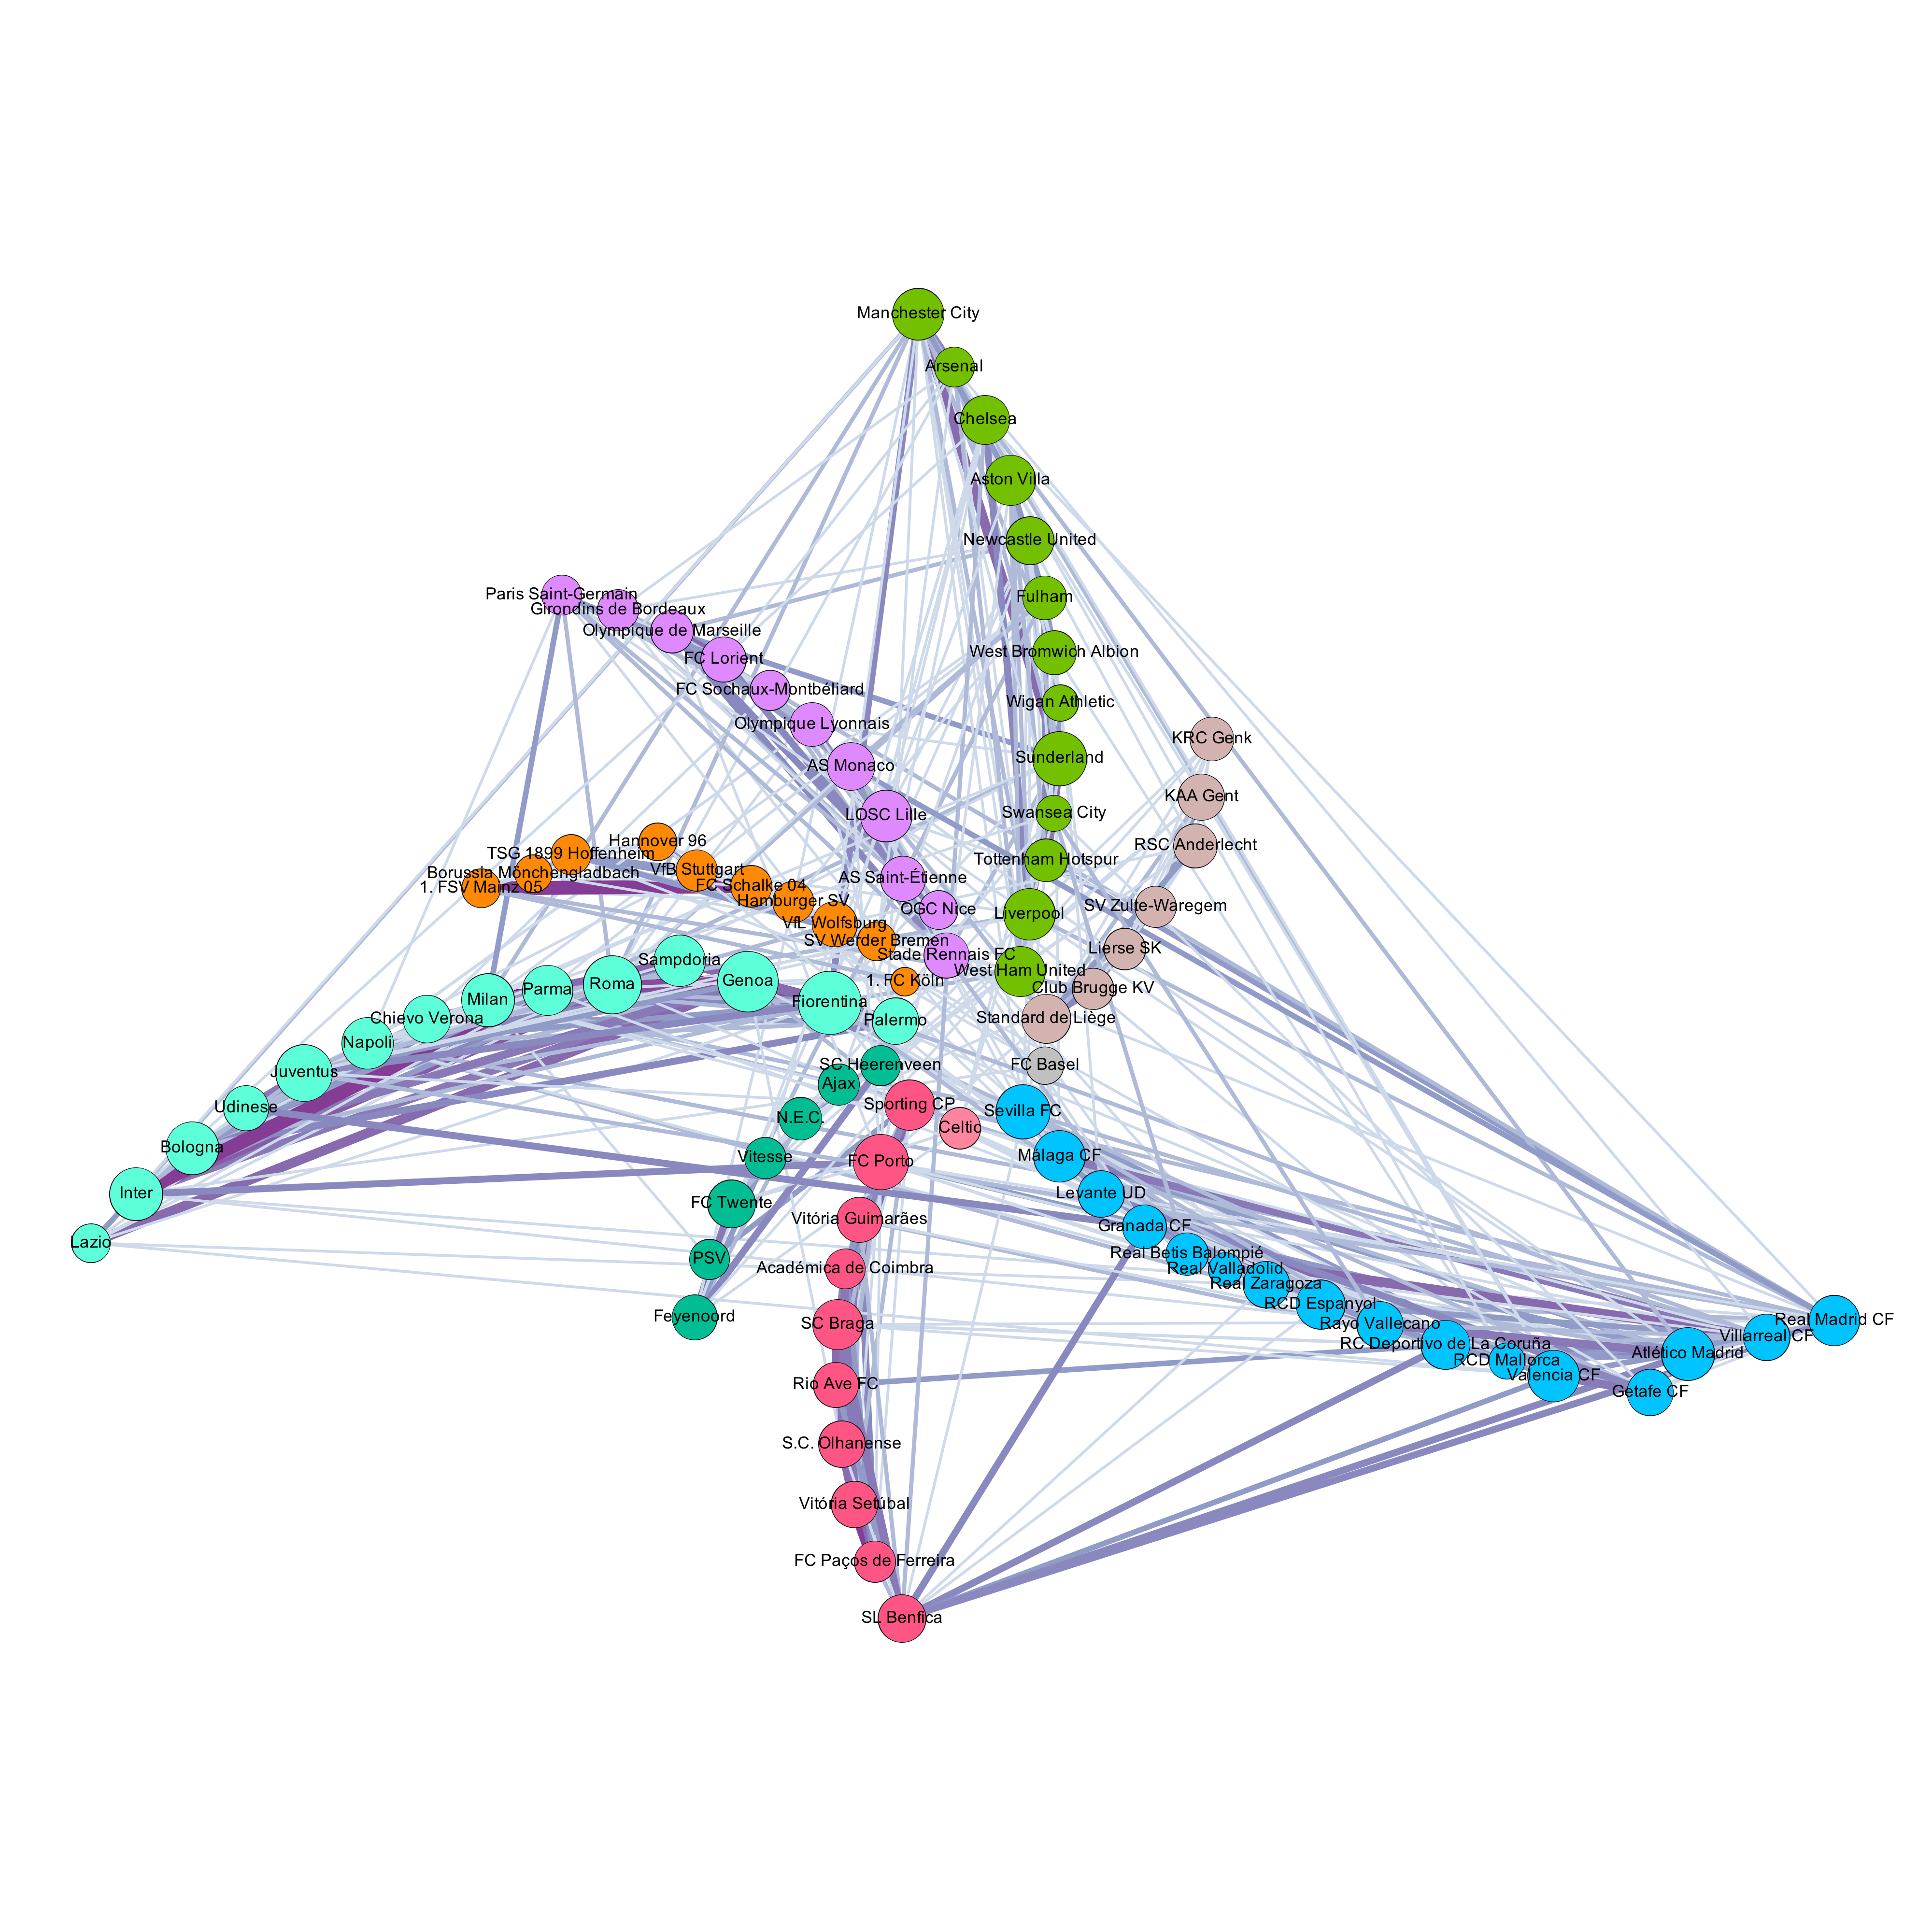 Manchester City
Arsenal
Chelsea
Aston Villa
Newcastle United
Paris Saint-Germain
Fulham
Girondins de Bordeaux
Olympique de Marseille
West Bromwich Albion
FC Lorient
FC Sochaux-Montbéliard
Wigan Athletic
Olympique Lyonnais
KRC Genk
Sunderland
AS Monaco
KAA Gent
Swansea City
LOSC Lille
Hannover 96
RSC Anderlecht
TSG 1899 Hoffenheim
Tottenham Hotspur
VfB Stuttgart
Borussia Mönchengladbach
AS Saint-Étienne
FC Schalke 04
1. FSV Mainz 05
Hamburger SV
SV Zulte-Waregem
OGC Nice
Liverpool
VfL Wolfsburg
SV Werder Bremen
Lierse SK
Stade Rennais FC
Sampdoria
West Ham United
Genoa
1. FC Köln
Roma
Club Brugge KV
Parma
Milan
Fiorentina
Standard de Liège
Chievo Verona
Palermo
Napoli
SC Heerenveen
FC Basel
Juventus
Ajax
Sporting CP
Udinese
Sevilla FC
N.E.C.
Celtic
Bologna
Málaga CF
Vitesse
FC Porto
Inter
Levante UD
FC Twente
Vitória Guimarães
Granada CF
Lazio
Real Betis Balompié
PSV
Académica de Coimbra
Real Valladolid
Real Zaragoza
RCD Espanyol
Feyenoord
Real Madrid CF
SC Braga
Rayo Vallecano
Villarreal CF
RC Deportivo de La Coruña
Atlético Madrid
RCD Mallorca
Valencia CF
Rio Ave FC
Getafe CF
S.C. Olhanense
Vitória Setúbal
FC Paços de Ferreira
SL Benfica